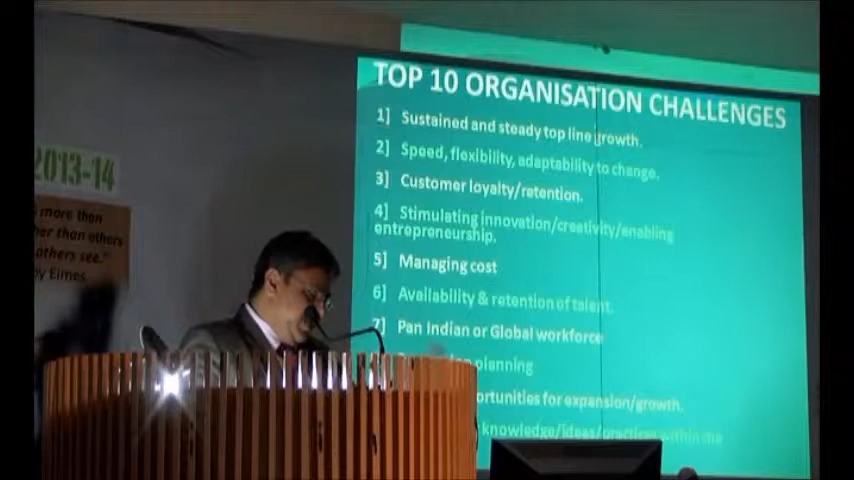 TOP 10 ORGANISATION CHALLENGES
1] Sustained and steady top line growth.
2] Speed, flexibility, adaptability to change.
3] Customer loyalty/retention.
4] Stimulating innovation/creativity/enabling
entrepreneurship.
5] Managing cost
6] Availability & retention of talent.
7] Pan Indian or Global workforce
planning
for expansion/growth.
knowledge/ideas/practices within the
2013-14
more then
than others
others see."
by Eimes